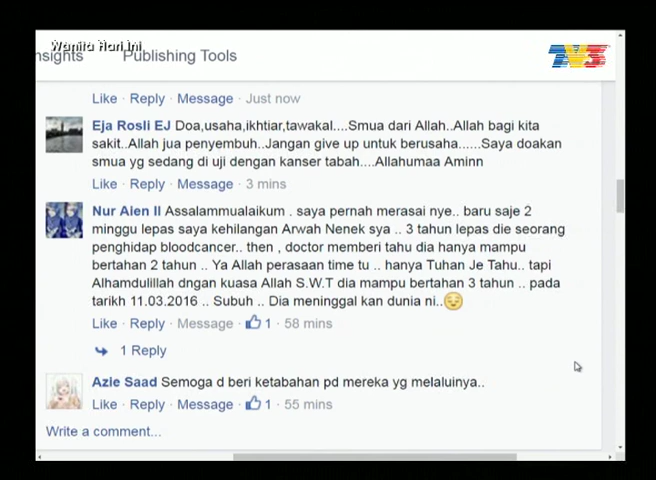 Wanita Hari Ini
nsights Publishing Tools
TV3
Like · Reply · Message · Just now
Eja Rosli EJ Doa,usaha,ikhtiar,tawakal....Smua dari Allah..Allah bagi kita
sakit..Allah jua penyembuh..Jangan give up untuk berusaha......Saya doakan
smua yg sedang di uji dengan kanser tabah....Allahumaa Aminn
Like · Reply · Message · 3 mins
Nur Aien II Assalammualaikum . saya pernah merasai nye.. baru saje 2
minggu lepas saya kehilangan Arwah Nenek sya .. 3 tahun lepas die seorang
penghidap bloodcancer.. then , doctor memberi tahu dia hanya mampu
bertahan 2 tahun .. Ya Allah perasaan time tu .. hanya Tuhan Je Tahu.. tapi
Alhamdulillah dngan kuasa Allah S.W.T dia mampu bertahan 3 tahun .. pada
tarikh 11.03.2016 .. Subuh .. Dia meninggal kan dunia ni..😔
Like · Reply · Message · 1 · 58 mins
1 Reply
Azie Saad Semoga d beri ketabahan pd mereka yg melaluinya..
Like · Reply · Message · 1 · 55 mins
Write a comment...